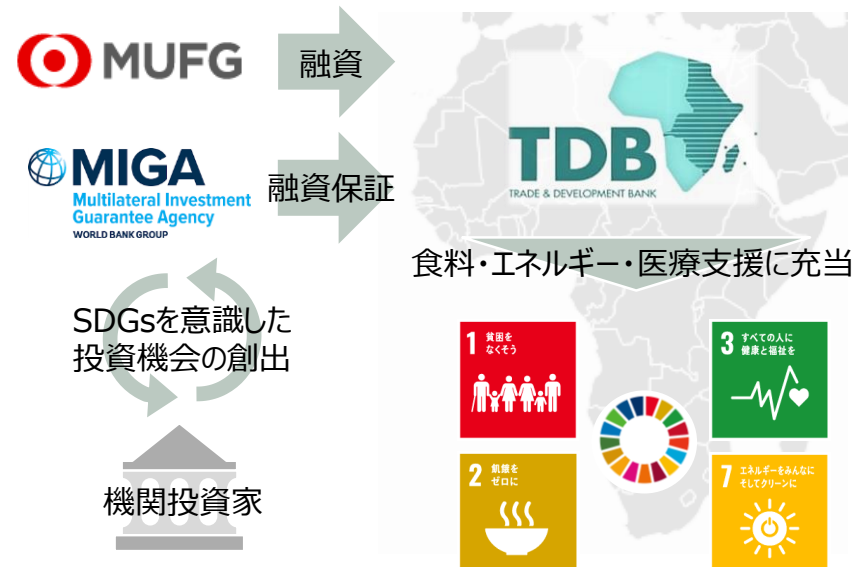 MUFG
融資
TDB
TRADE & DEVELOPMENT BANK
MIGA
Multilateral Investment
Guarantee Agency
WORLD BANK GROUP
融資保証
食料・エネルギー・医療支援に充当
SDGsを意識した
投資機会の創出
機関投資家
1 貧困を
なくそう
3 すべての人に
健康と福祉を
2 飢餓を
ゼロに
7 エネルギーをみんなに
そしてクリーンに